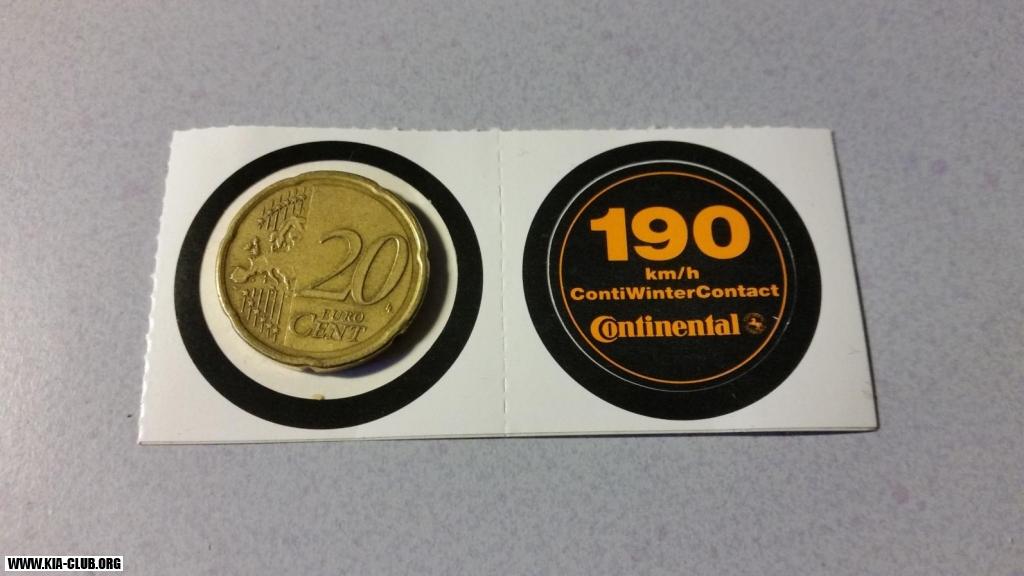 20
EURO
CENT
190
km/h
ContiWinterContact
Continental
WWW.KIA-CLUB.ORG